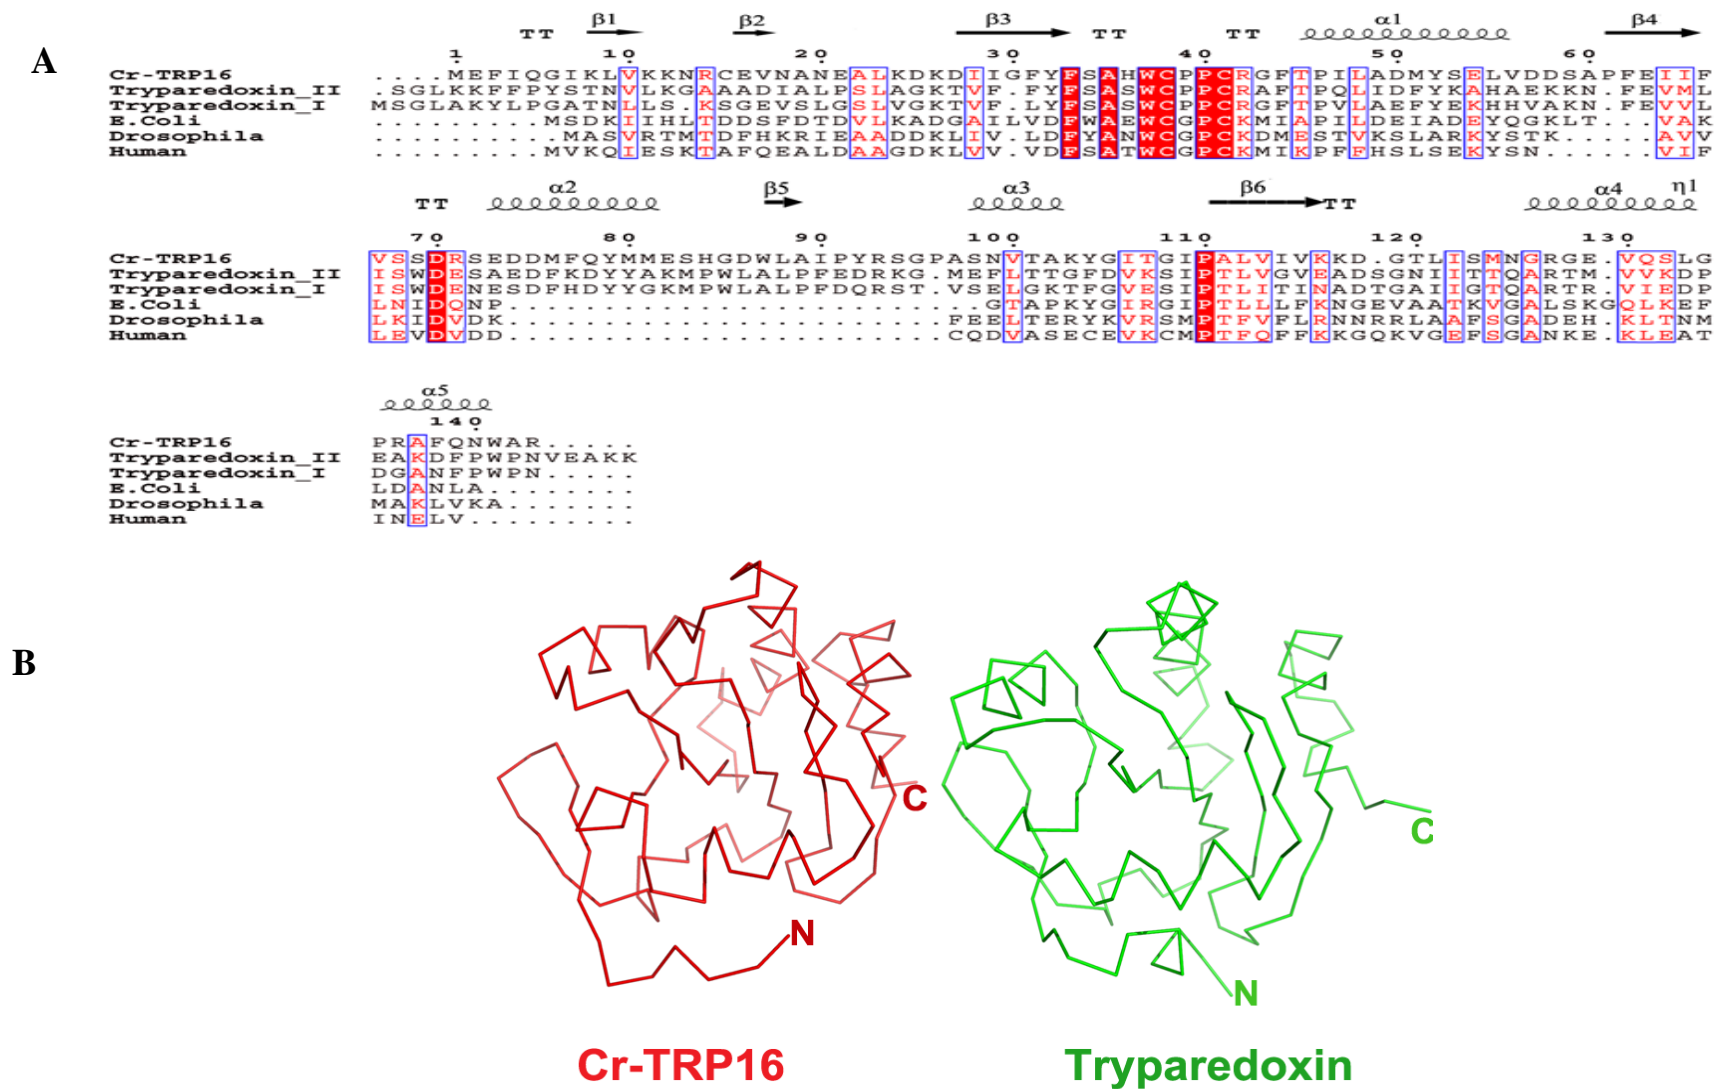 A
β1 β2 β3 α1 β4
TT TT TT
1 10 20 30 40 50 60
Cr-TRP16 ....MEFIQGIKLVKKNRCEVNANEALKDKDIIGFYFSAHWCPPCRGFTPILADMYSELVDDSAPFEIIF
Tryparedoxin_II .SGLKKFFPYSTNVLKGAAADIALPSLAGKTVF.FYFSASWCPPCRAFTPQLIDFYKAHAEKKN.FEVML
Tryparedoxin_I MSGLAKYLPGATNLLS.KSGEVSLGSLVGKTVF.LYFSASWCPPCRGFTPVLAEFYEKHHVAKN.FEVVL
E.Coli .........MSDKIIHLTDDSFDTDVLKADGAILVDFWAEWCGPCKMIAPILDEIADEYQGKLT...VAK
Drosophila ..........MASVRTMTDFHKRIEAADDKLIV.LDFYANWCGPCKDMESTVKSLARKYSTK.....AVV
Human .........MVKQIESKTAFQEALDAAGDKLVV.VDFSATWCGPCKMIKPFFHSLSEKYSN......VIF
α2 β5 α3 β6 α4 η1
TT TT
70 80 90 100 110 120 130
Cr-TRP16 VSSDRSEDDMFQYMMESHGDWLAIPYRSGPASNVTAKYGITGIPALVIVKKD.GTLISMNGRGE.VQSLG
Tryparedoxin_II ISWDESAEDFKDYYAKMPWLALPFEDRKG.MEFLTTGFDVKSIPTLVGVEADSGNIITTQARTM.VVKDP
Tryparedoxin_I ISWDENESDFHDYYGKMPWLALPFDQRST.VSELGKTFGVESIPTLITINADTGAIIGTQARTR.VIEDP
E.Coli LNIDQNP.........................GTAPKYGIRGIPTLLLFKNGEVAATKVGALSKGQLKEF
Drosophila LKIDVDK.......................FEELTERYKVRSMPTFVFLRNNRRLAAFSGADEH.KLTNM
Human LEVDVDD.......................CQDVASECEVKCMPTFQFFKKGQKVGEFSGANKE.KLEAT
α5
140
Cr-TRP16 PRAFQNWAR.....
Tryparedoxin_II EAKDFPWPNVEAKK
Tryparedoxin_I DGANFPWPN.....
E.Coli LDANLA........
Drosophila MAKLVKA.......
Human INELV.........
B
C
C
N
N
Cr-TRP16
Tryparedoxin